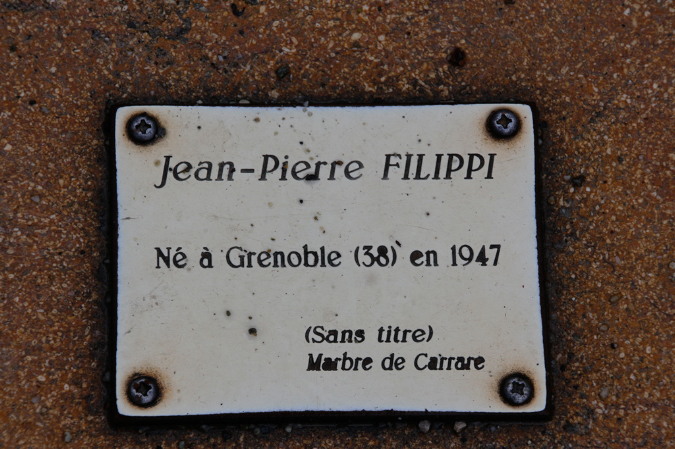 Jean-Pierre FILIPPI
Né à Grenoble (38) en 1947
(Sans titre)
Marbre de Carrare